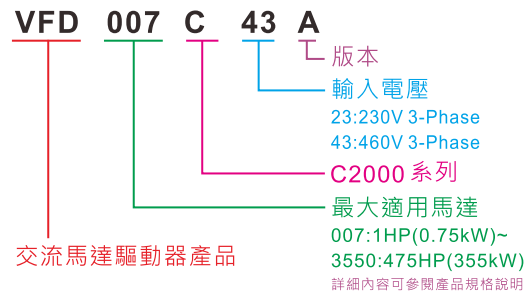 VFD 007 C 43 A
版本
輸入電壓
23:230V 3-Phase
43:460V 3-Phase
C2000 系列
最大適用馬達
007:1HP(0.75kW)~
3550:475HP(355kW)
詳細內容可參閱產品規格說明
交流馬達驅動器產品